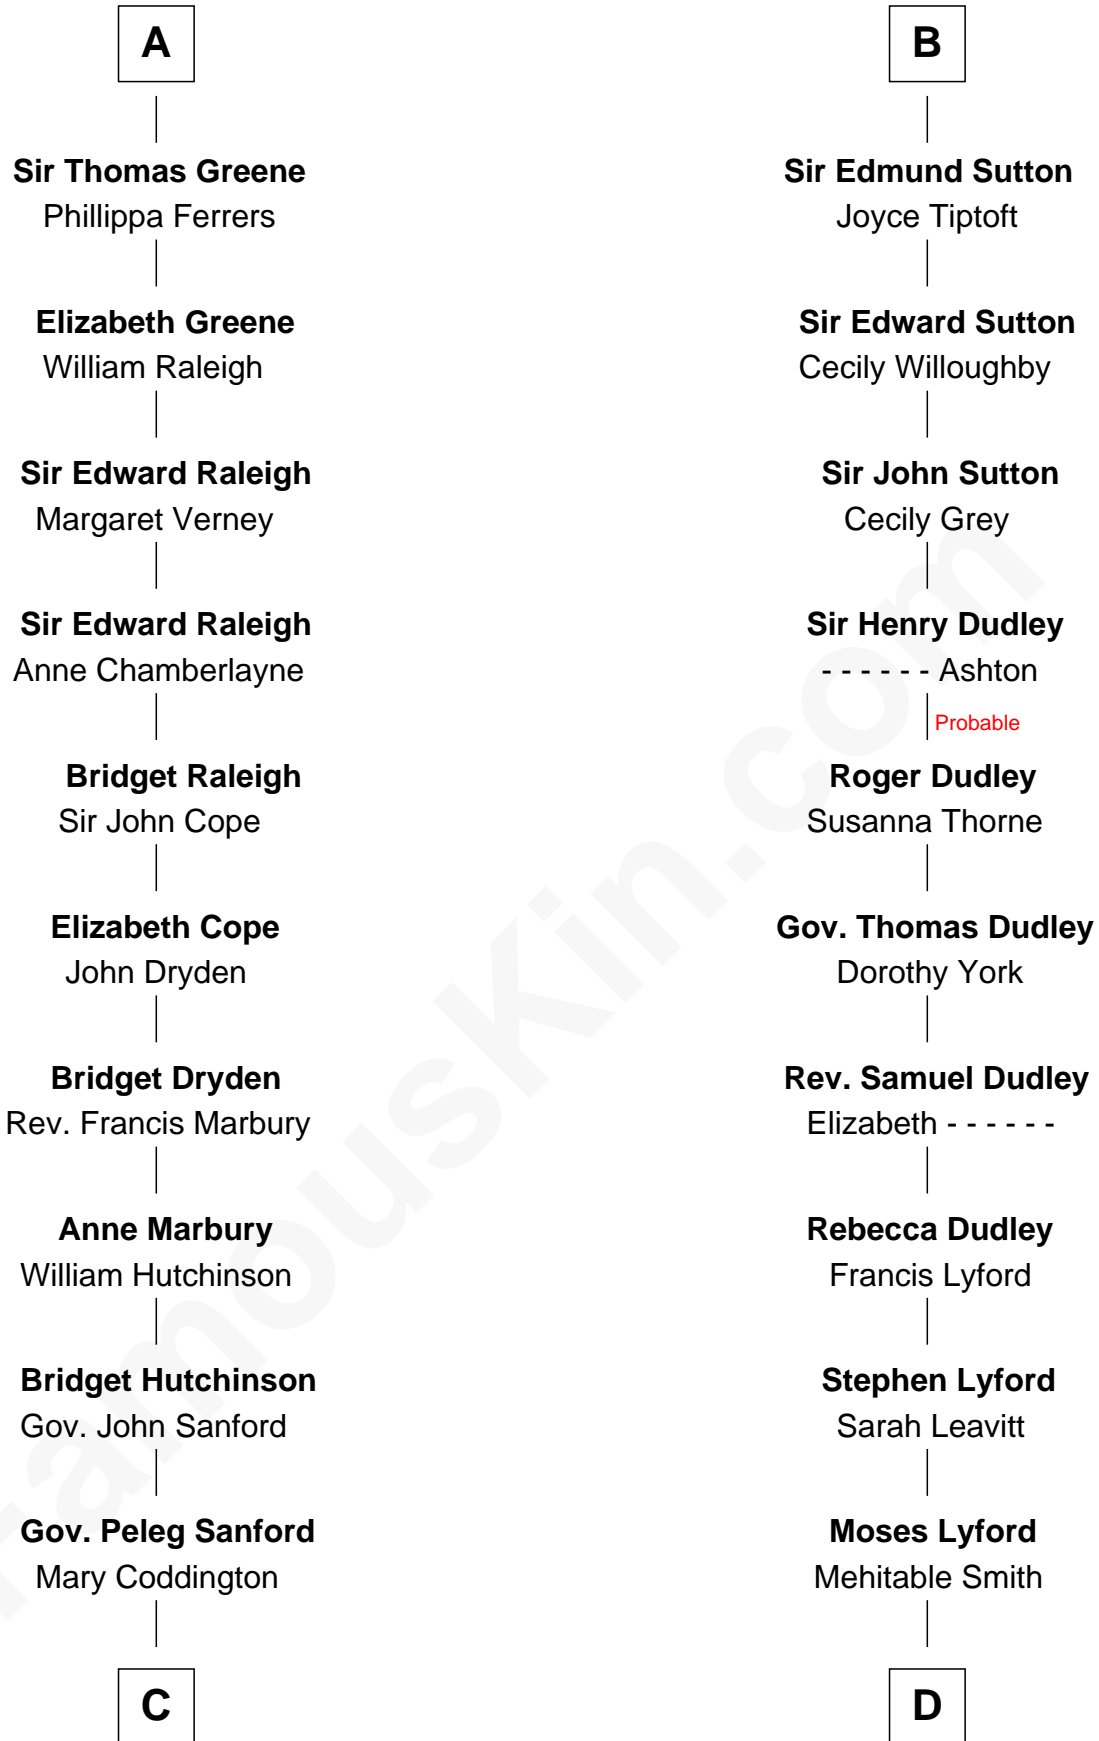 A
Sir Thomas Greene
Phillippa Ferrers
Elizabeth Greene
William Raleigh
Sir Edward Raleigh
Margaret Verney
Sir Edward Raleigh
Anne Chamberlayne
Bridget Raleigh
Sir John Cope
Elizabeth Cope
John Dryden
Bridget Dryden
Rev. Francis Marbury
Anne Marbury
William Hutchinson
Bridget Hutchinson
Gov. John Sanford
Gov. Peleg Sanford
Mary Coddington
C
B
Sir Edmund Sutton
Joyce Tiptoft
Sir Edward Sutton
Cecily Willoughby
Sir John Sutton
Cecily Grey
Sir Henry Dudley
- - - - - - Ashton
Probable
Roger Dudley
Susanna Thorne
Gov. Thomas Dudley
Dorothy York
Rev. Samuel Dudley
Elizabeth - - - - - -
Rebecca Dudley
Francis Lyford
Stephen Lyford
Sarah Leavitt
Moses Lyford
Mehitable Smith
D
FamousKin.com